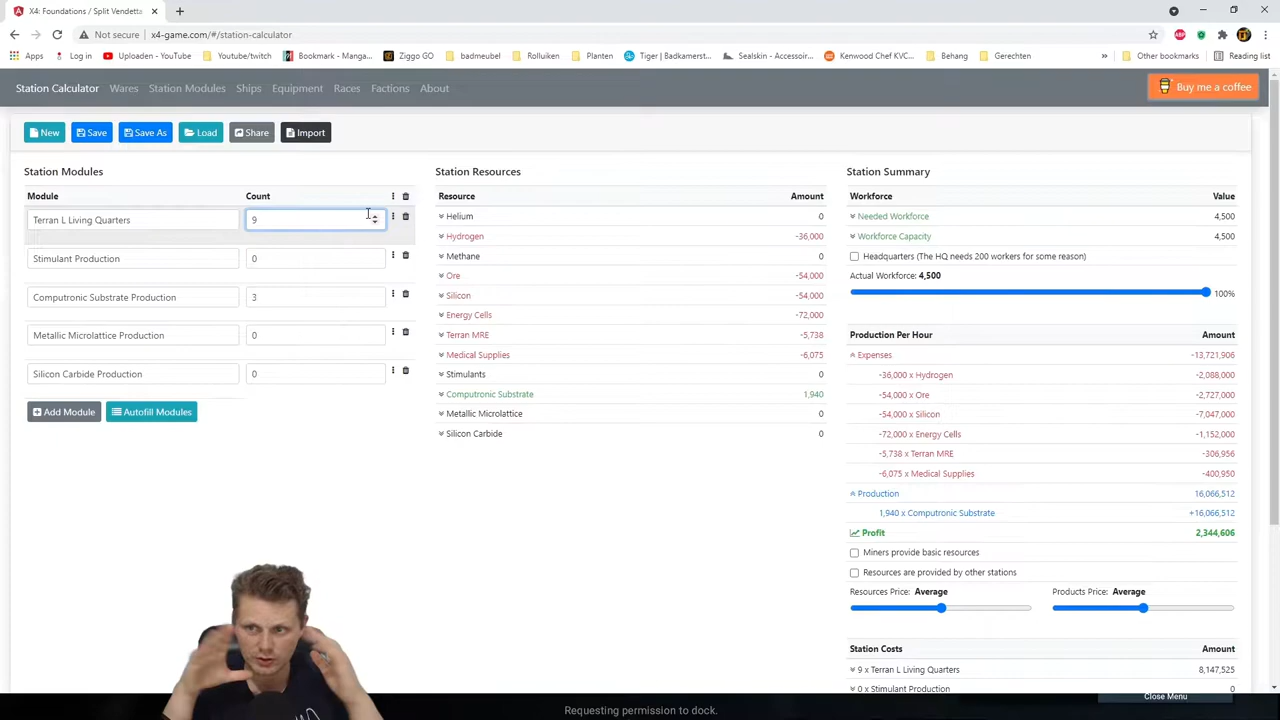 X4: Foundations / Split Vendetta
Not secure
x4-game.com/#/station-calculator
Apps
Log in
Uploaden - YouTube
Youtube/twitch
Bookmark - Manga...
Ziggo GO
badmeubel
Rolluiken
Planten
Tiger | Badkamerst...
Sealskin - Accessoir...
Kenwood Chef KVC...
Behang
Gerechten
Other bookmarks
Reading list
Station Calculator
Wares
Station Modules
Ships
Equipment
Races
Factions
About
Buy me a coffee
New
Save
Save As
Load
Share
Import
Station Modules
Module Count
Terran L Living Quarters 9
Stimulant Production 0
Computronic Substrate Production 3
Metallic Microlattice Production 0
Silicon Carbide Production 0
Add Module
Autofill Modules
Station Resources
Resource Amount
Helium 0
Hydrogen -36,000
Methane 0
Ore -54,000
Silicon -54,000
Energy Cells -72,000
Terran MRE -5,738
Medical Supplies -6,075
Stimulants 0
Computronic Substrate 1,940
Metallic Microlattice 0
Silicon Carbide 0
Station Summary
Workforce Value
Needed Workforce 4,500
Workforce Capacity 4,500
Headquarters (The HQ needs 200 workers for some reason)
Actual Workforce: 4,500
100%
Production Per Hour Amount
Expenses -13,721,906
-36,000 x Hydrogen -2,088,000
-54,000 x Ore -2,727,000
-54,000 x Silicon -7,047,000
-72,000 x Energy Cells -1,152,000
-5,738 x Terran MRE -306,956
-6,075 x Medical Supplies -400,950
Production 16,066,512
1,940 x Computronic Substrate +16,066,512
Profit 2,344,606
Miners provide basic resources
Resources are provided by other stations
Resources Price: Average Products Price: Average
Station Costs Amount
9 x Terran L Living Quarters 8,147,525
0 x Stimulant Production 0
Close Menu
Requesting permission to dock.